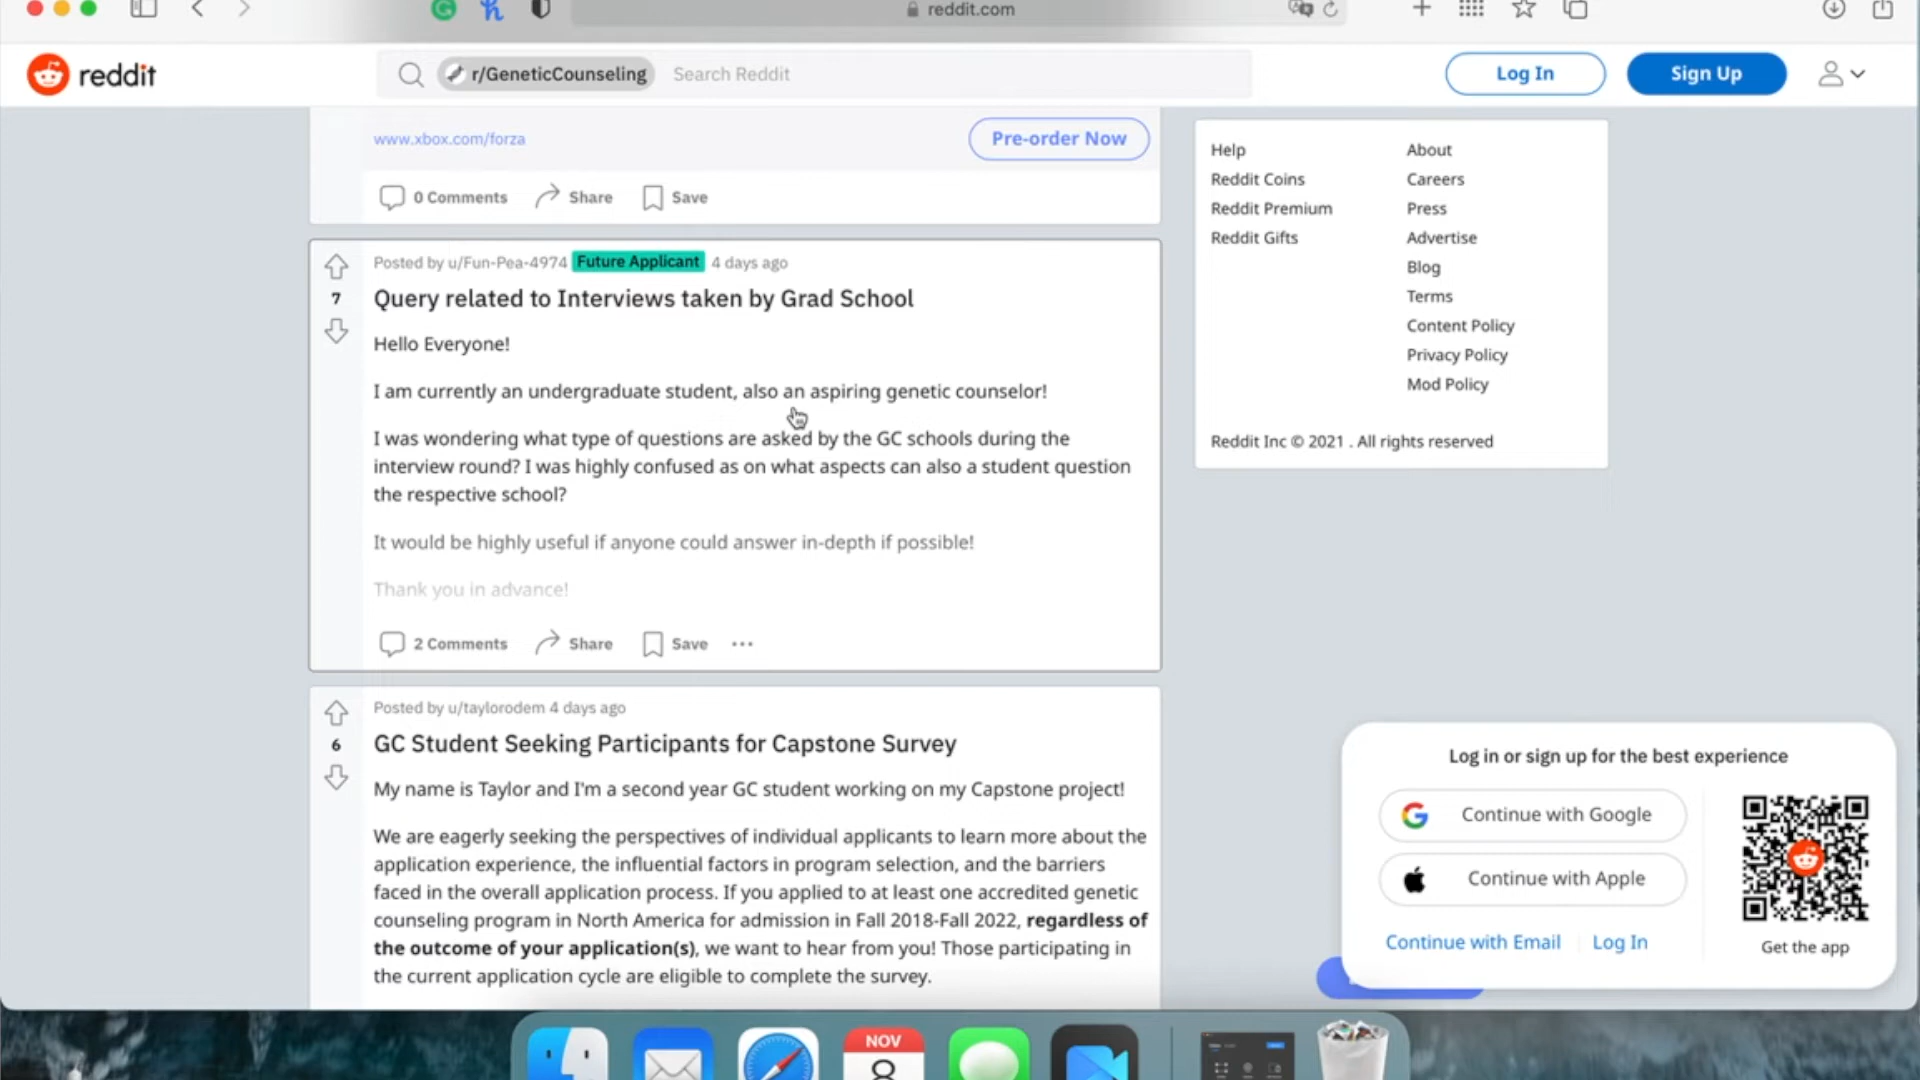 reddit.com
reddit
r/GeneticCounseling
Search Reddit
Log In
Sign Up
www.xbox.com/forza
Pre-order Now
0 Comments
Share
Save
Posted by u/Fun-Pea-4974 Future Applicant 4 days ago
7
Query related to Interviews taken by Grad School
Hello Everyone!
I am currently an undergraduate student, also an aspiring genetic counselor!
I was wondering what type of questions are asked by the GC schools during the
interview round? I was highly confused as on what aspects can also a student question
the respective school?
It would be highly useful if anyone could answer in-depth if possible!
Thank you in advance!
2 Comments
Share
Save
Posted by u/taylorodem 4 days ago
6
GC Student Seeking Participants for Capstone Survey
My name is Taylor and I'm a second year GC student working on my Capstone project!
We are eagerly seeking the perspectives of individual applicants to learn more about the
application experience, the influential factors in program selection, and the barriers
faced in the overall application process. If you applied to at least one accredited genetic
counseling program in North America for admission in Fall 2018-Fall 2022, regardless of
the outcome of your application(s), we want to hear from you! Those participating in
the current application cycle are eligible to complete the survey.
Help
Reddit Coins
Reddit Premium
Reddit Gifts
About
Careers
Press
Advertise
Blog
Terms
Content Policy
Privacy Policy
Mod Policy
Reddit Inc © 2021 . All rights reserved
Log in or sign up for the best experience
Continue with Google
Continue with Apple
Continue with Email
Log In
Get the app
NOV
8